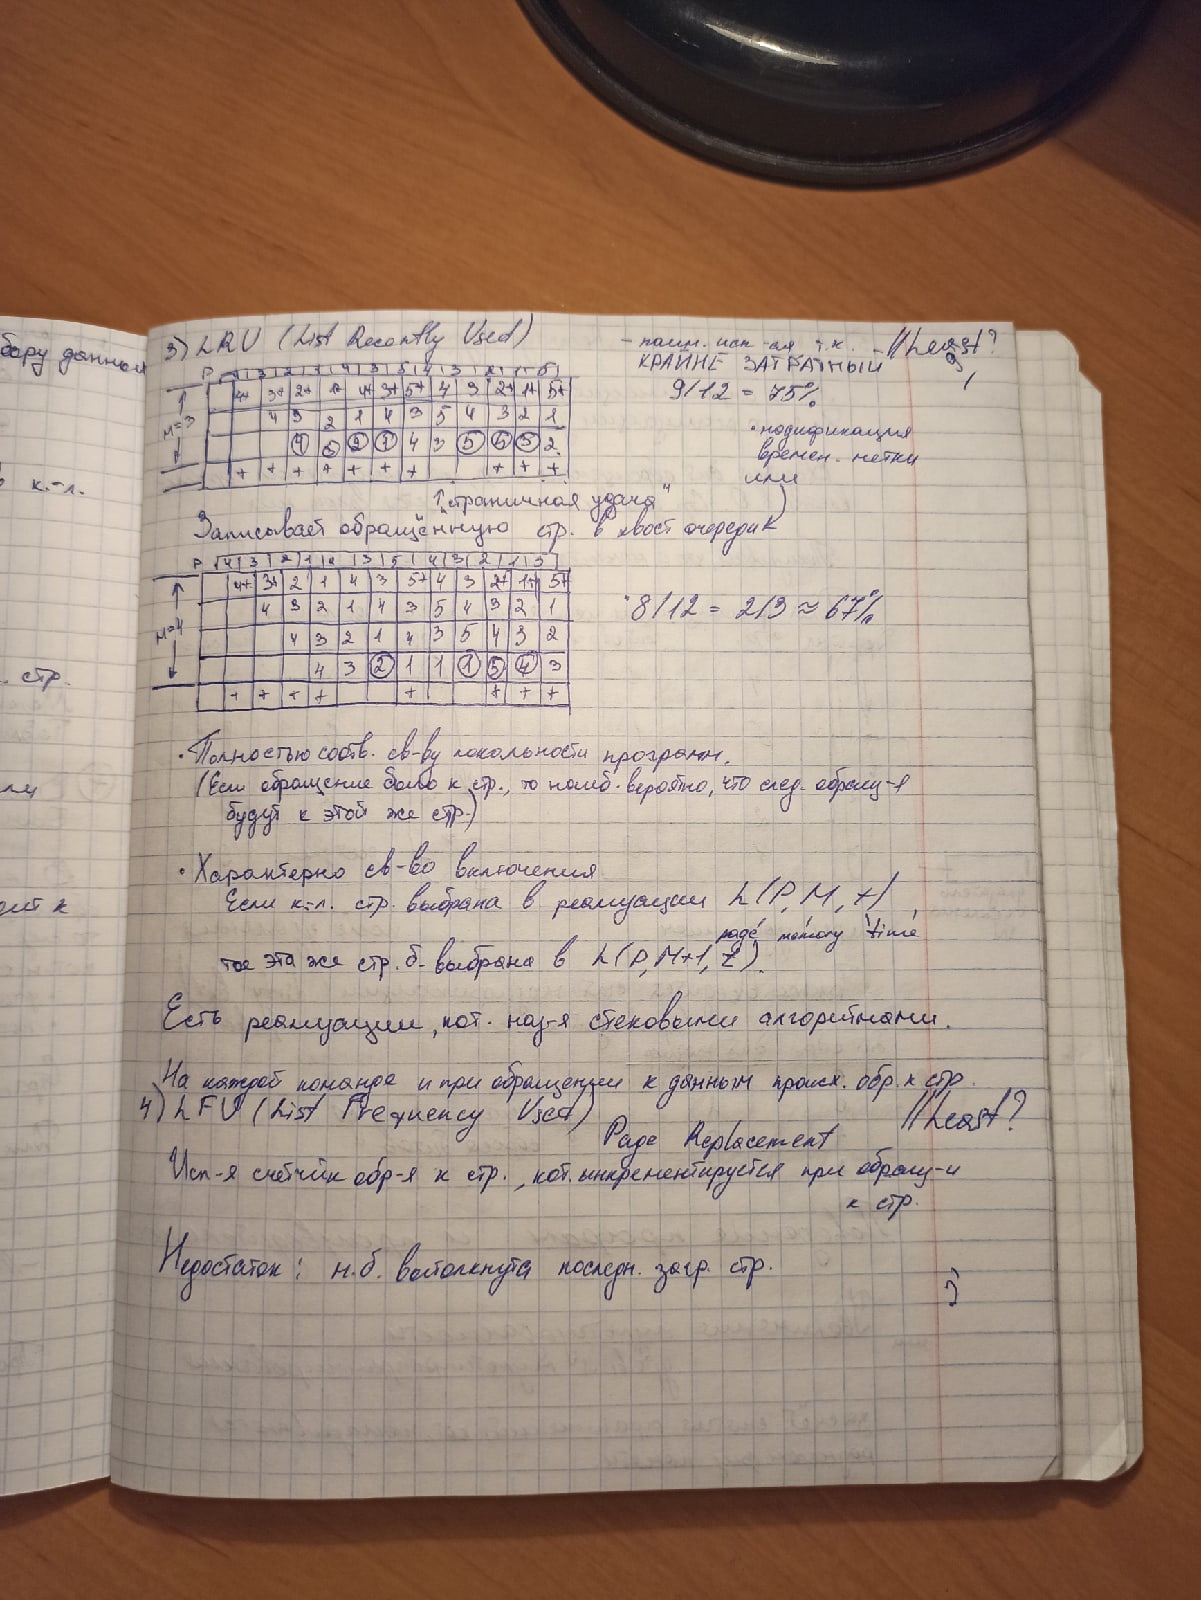 бору данной
к.-л.
стр.
3) LRU (List Recently Used)
- полн. исп-ся т.к. - //Least?
КРАЙНЕ ЗАТРАТНЫЙ
P 4 3 2 1 4 3 5 4 3 2 1 5
M=3
4+ 3+ 2+ 1+ 4+ 3+ 5+ 4 3 2+ 1+ 5+
4 3 2 1 4 3 5 4 3 2 1
4 3 2 1 4 3 5 4 3 2
+ + + + + + + + + +
9/12 = 75%
• модификация
времен. метки
или
↑ "страничная удача"
Записывает обращённую стр. в хвост очереди
P 4 3 2 1 4 3 5 4 3 2 1 5
M=4
4+ 3+ 2 1 4 3 5+ 4 3 2+ 1+ 5+
4 3 2 1 4 3 5 4 3 2 1
4 3 2 1 4 3 5 4 3 2
4 3 2 1 1 1 5 4 3
+ + + + + + + +
8/12 = 2/3 ≈ 67%
• Полностью соотв. св-ву локальности программ.
(Если обращение было к стр., то наиб. вероятно, что след. обращ-я
будут к этой же стр.)
• Характерно св-во включения
Если к.-л. стр. выбрана в реализации L(P, M, t),
page memory time
то эта же стр. б. выбрана в L(P, M+1, t).
Есть реализации, кот. наз-я стековыми алгоритмами.
На каждой команде и при обращении к данным происх. обр. к стр.
4) LFU (List Frequency Used) //Least?
Page Replacement
Исп-я счётчик обр-я к стр., кот. инкрементируется при обращ-и
к стр.
Недостаток: м.б. вытолкнута последн. загр. стр.